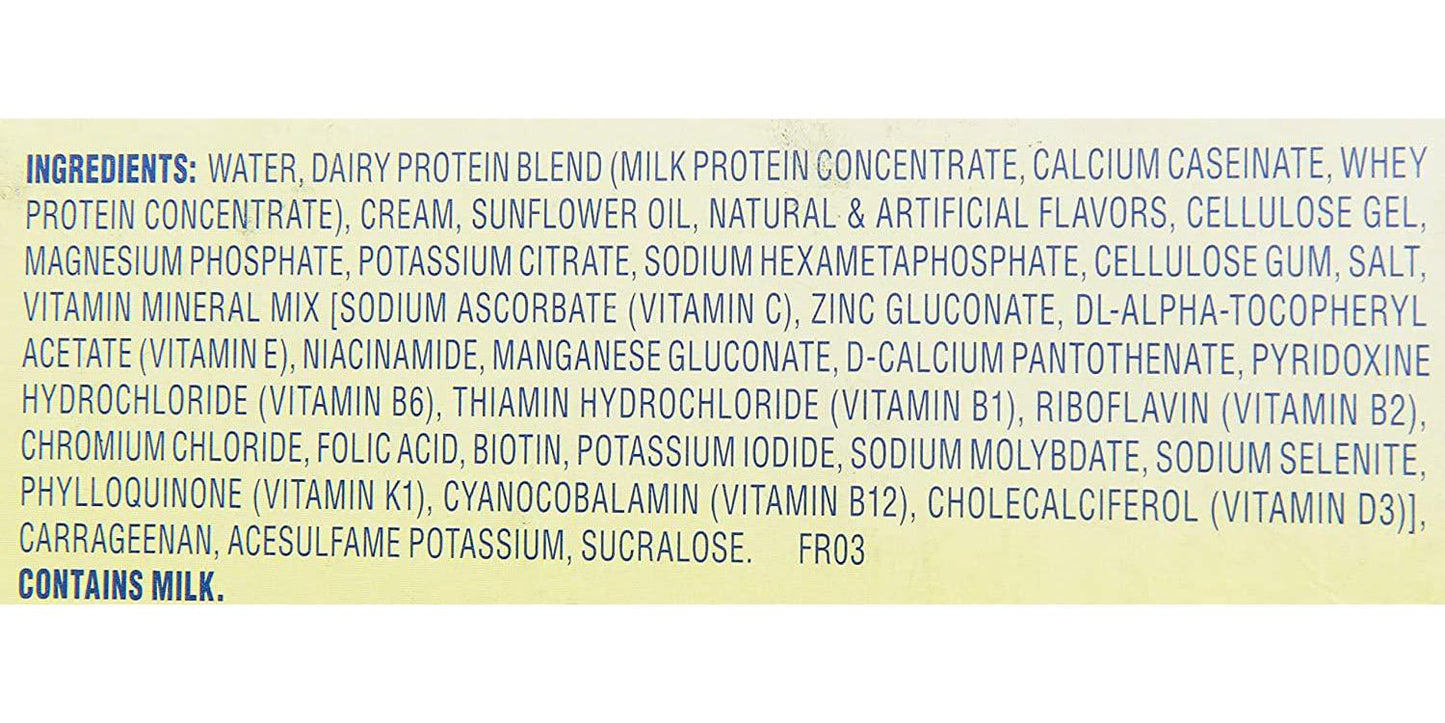 INGREDIENTS: WATER, DAIRY PROTEIN BLEND (MILK PROTEIN CONCENTRATE, CALCIUM CASEINATE, WHEY
PROTEIN CONCENTRATE), CREAM, SUNFLOWER OIL, NATURAL & ARTIFICIAL FLAVORS, CELLULOSE GEL,
MAGNESIUM PHOSPHATE, POTASSIUM CITRATE, SODIUM HEXAMETAPHOSPHATE, CELLULOSE GUM, SALT,
VITAMIN MINERAL MIX [SODIUM ASCORBATE (VITAMIN C), ZINC GLUCONATE, DL-ALPHA-TOCOPHERYL
ACETATE (VITAMIN E), NIACINAMIDE, MANGANESE GLUCONATE, D-CALCIUM PANTOTHENATE, PYRIDOXINE
HYDROCHLORIDE (VITAMIN B6), THIAMIN HYDROCHLORIDE (VITAMIN B1), RIBOFLAVIN (VITAMIN B2),
CHROMIUM CHLORIDE, FOLIC ACID, BIOTIN, POTASSIUM IODIDE, SODIUM MOLYBDATE, SODIUM SELENITE,
PHYLLOQUINONE (VITAMIN K1), CYANOCOBALAMIN (VITAMIN B12), CHOLECALCIFEROL (VITAMIN D3)],
CARRAGEENAN, ACESULFAME POTASSIUM, SUCRALOSE. FR03
CONTAINS MILK.